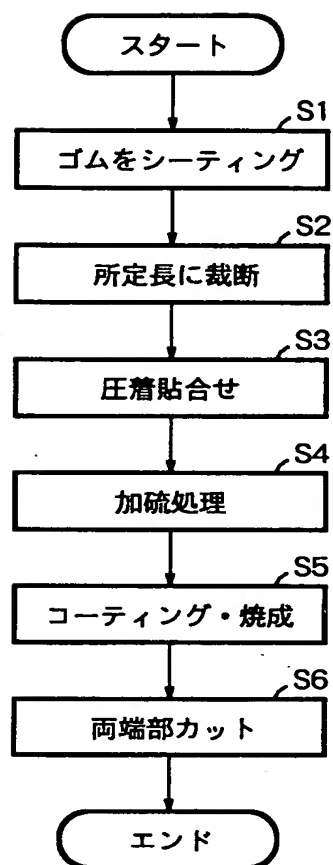 スタート
S1
ゴムをシーティング
S2
所定長に裁断
S3
圧着貼合せ
S4
加硫処理
S5
コーティング・焼成
S6
両端部カット
エンド